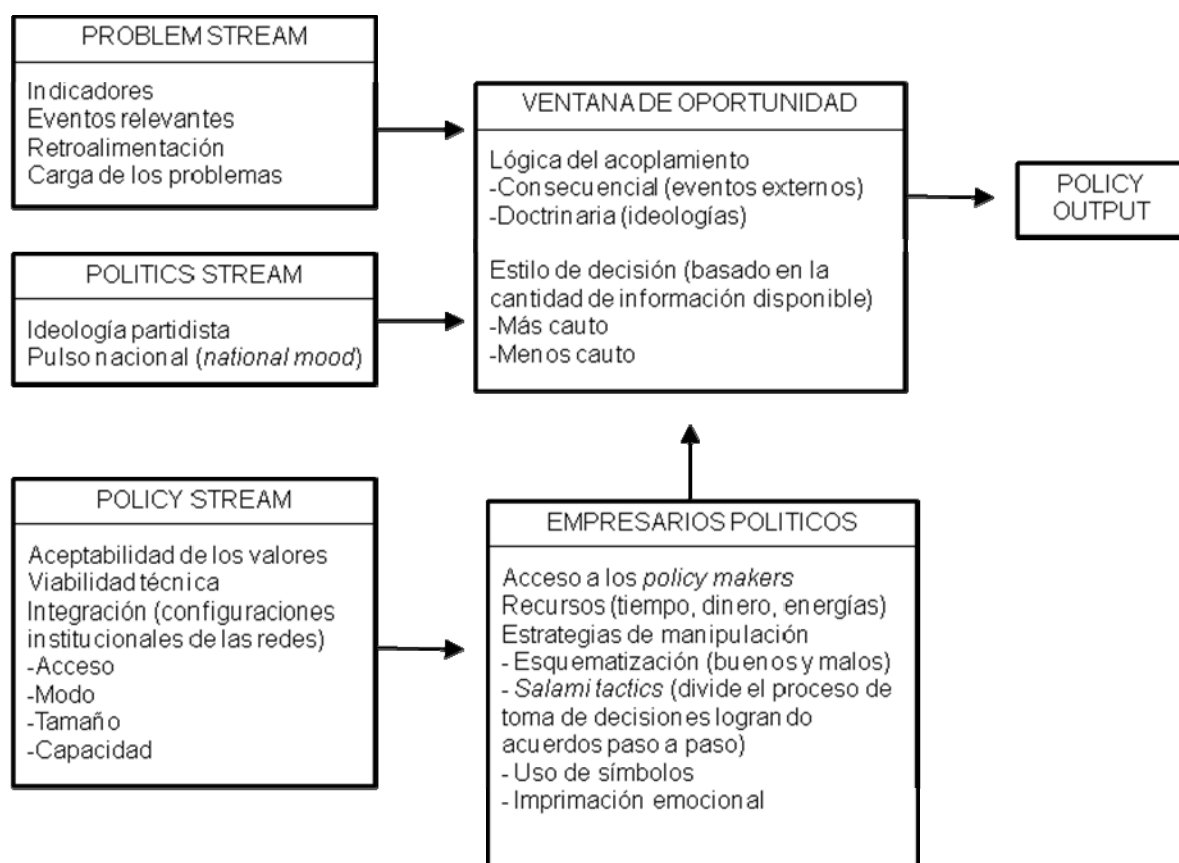 PROBLEM STREAM
Indicadores
Eventos relevantes
Retroalimentación
Carga de los problemas
POLITICS STREAM
Ideología partidista
Pulso nacional (national mood)
POLICY STREAM
Aceptabilidad de los valores
Viabilidad técnica
Integración (configuraciones
institucionales de las redes)
-Acceso
-Modo
-Tamaño
-Capacidad
VENTANA DE OPORTUNIDAD
Lógica del acoplamiento
-Consecuencial (eventos externos)
-Doctrinaria (ideologías)
Estilo de decisión (basado en la
cantidad de información disponible)
-Más cauto
-Menos cauto
EMPRESARIOS POLITICOS
Acceso a los policy makers
Recursos (tiempo, dinero, energías)
Estrategias de manipulación
- Esquematización (buenos y malos)
- Salami tactics (divide el proceso de
toma de decisiones logrando
acuerdos paso a paso)
- Uso de símbolos
- Imprimación emocional
POLICY
OUTPUT